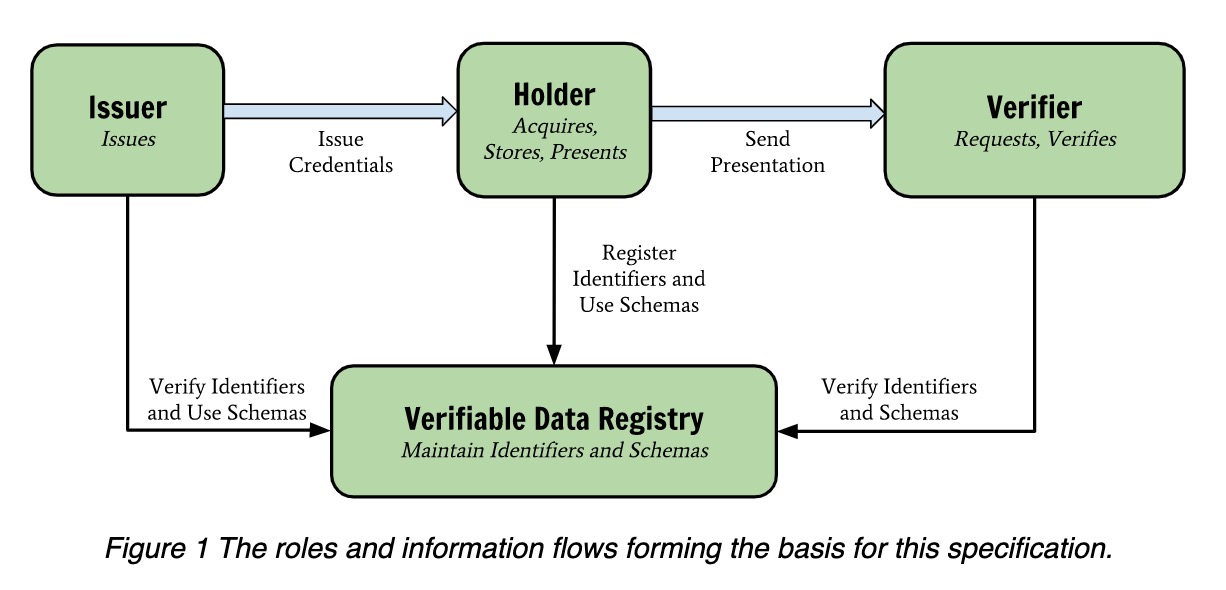 Issuer
Issues
Issue
Credentials
Holder
Acquires,
Stores, Presents
Send
Presentation
Verifier
Requests, Verifies
Register
Identifiers and
Use Schemas
Verify Identifiers
and Use Schemas
Verifiable Data Registry
Maintain Identifiers and Schemas
Verify Identifiers
and Schemas
Figure 1 The roles and information flows forming the basis for this specification.